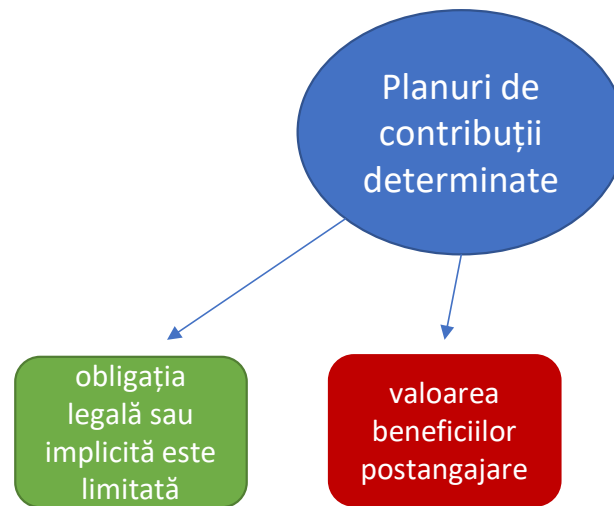 Planuri de
contribuții
determinate
obligația
legală sau
implicită este
limitată
valoarea
beneficiilor
postangajare